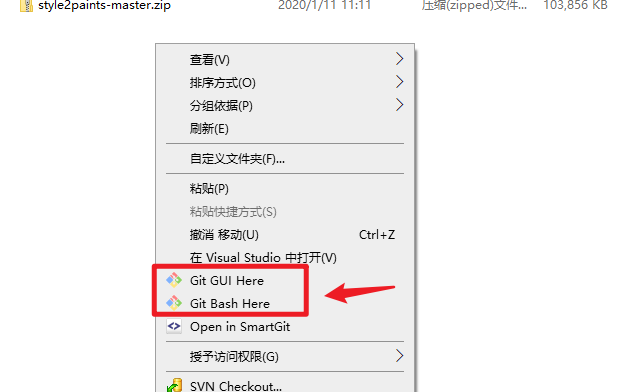 style2paints-master.zip 2020/1/11 11:11 压缩(zipped)文件... 103,856 KB
查看(V)
排序方式(O)
分组依据(P)
刷新(E)
自定义文件夹(F)...
粘贴(P)
粘贴快捷方式(S)
撤消 移动(U) Ctrl+Z
在 Visual Studio 中打开(V)
Git GUI Here
Git Bash Here
Open in SmartGit
授予访问权限(G)
SVN Checkout...